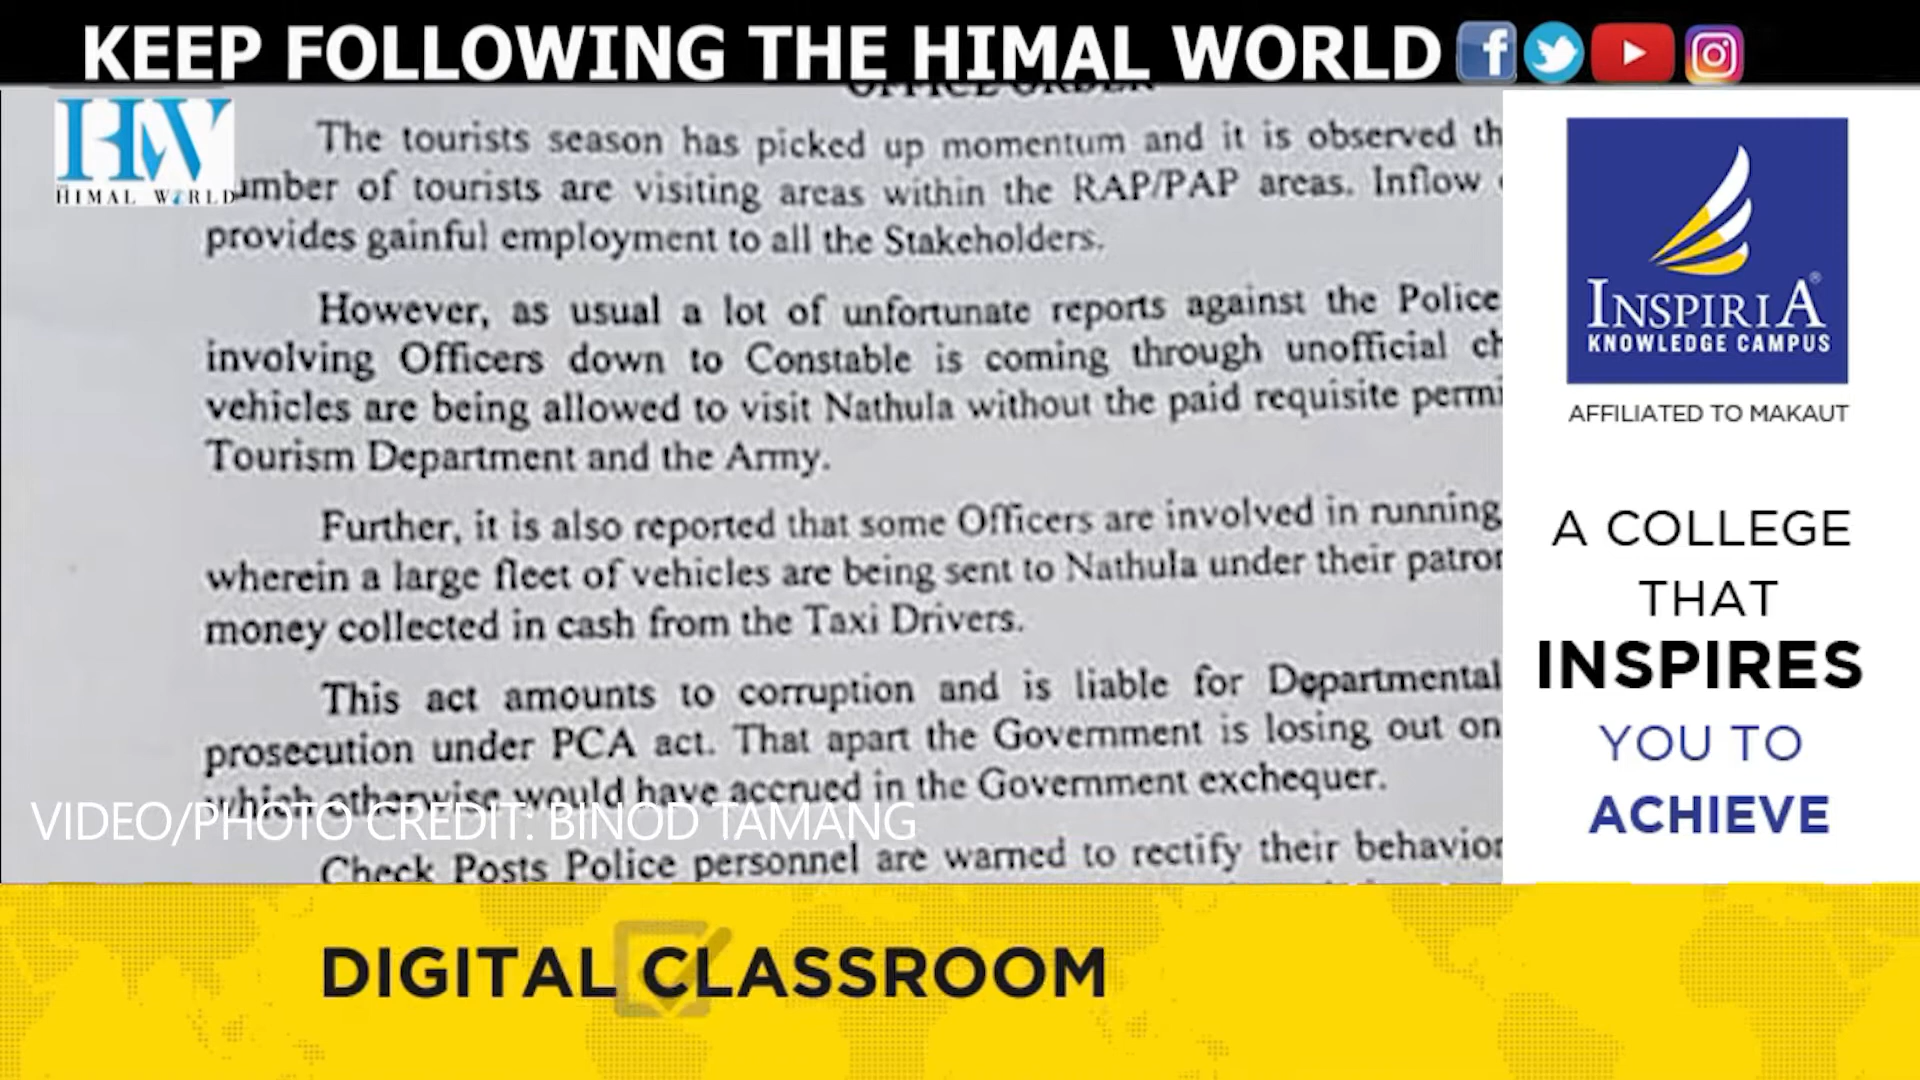 KEEP FOLLOWING THE HIMAL WORLD
OFFICE ORDER
HIMAL WORLD
The tourists season has picked up momentum and it is observed
number of tourists are visiting areas within the RAP/PAP areas. Inflow
provides gainful employment to all the Stakeholders.
However, as usual a lot of unfortunate reports against the Police
involving Officers down to Constable is coming through unofficial
vehicles are being allowed to visit Nathula without the paid requisite
Tourism Department and the Army.
Further, it is also reported that some Officers are involved in running
wherein a large fleet of vehicles are being sent to Nathula under their
money collected in cash from the Taxi Drivers.
This act amounts to corruption and is liable for Departmental
prosecution under PCA act. That apart the Government is losing out on
which otherwise would have accrued in the Government exchequer.
VIDEO/PHOTO CREDIT: BINOD TAMANG
Check Posts Police personnel are warned to rectify their
INSPIRIA
KNOWLEDGE CAMPUS
AFFILIATED TO MAKAUT
A COLLEGE
THAT
INSPIRES
YOU TO
ACHIEVE
DIGITAL CLASSROOM